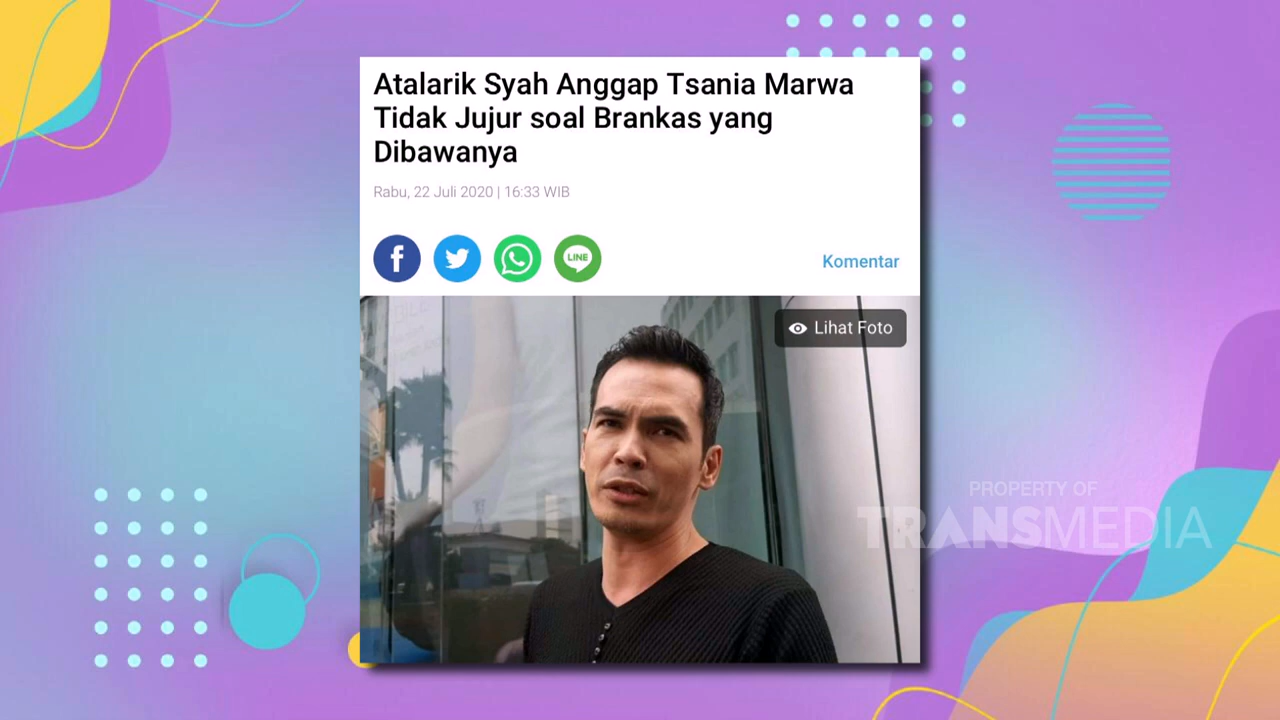 Atalarik Syah Anggap Tsania Marwa
Tidak Jujur soal Brankas yang
Dibawanya
Rabu, 22 Juli 2020 | 16:33 WIB
f
LINE
Komentar
Lihat Foto
PROPERTY OF
TRANSMEDIA